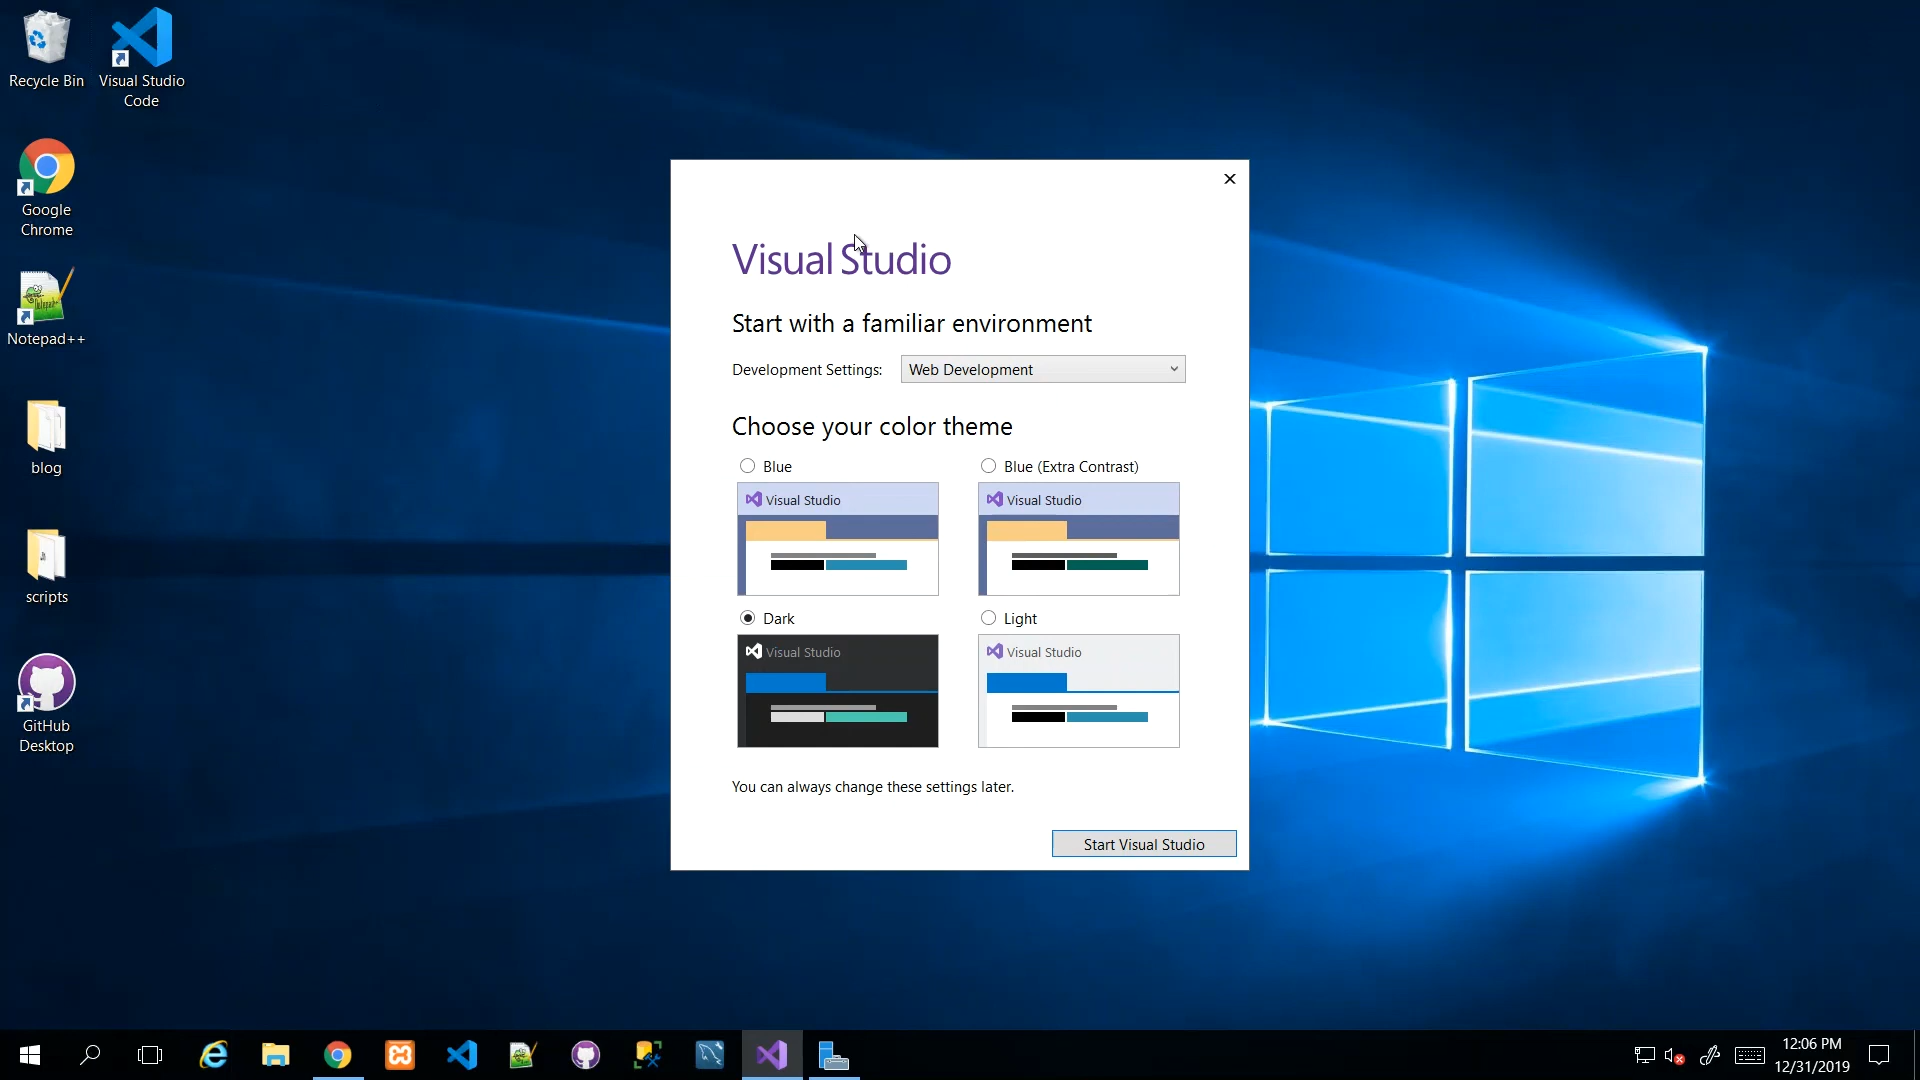 Recycle Bin
Visual Studio
Code
Google
Chrome
Notepad++
blog
scripts
GitHub
Desktop
Visual Studio
Start with a familiar environment
Development Settings:
Web Development
Choose your color theme
Blue
Blue (Extra Contrast)
Visual Studio
Visual Studio
Dark
Light
Visual Studio
Visual Studio
You can always change these settings later.
Start Visual Studio
12:06 PM
12/31/2019